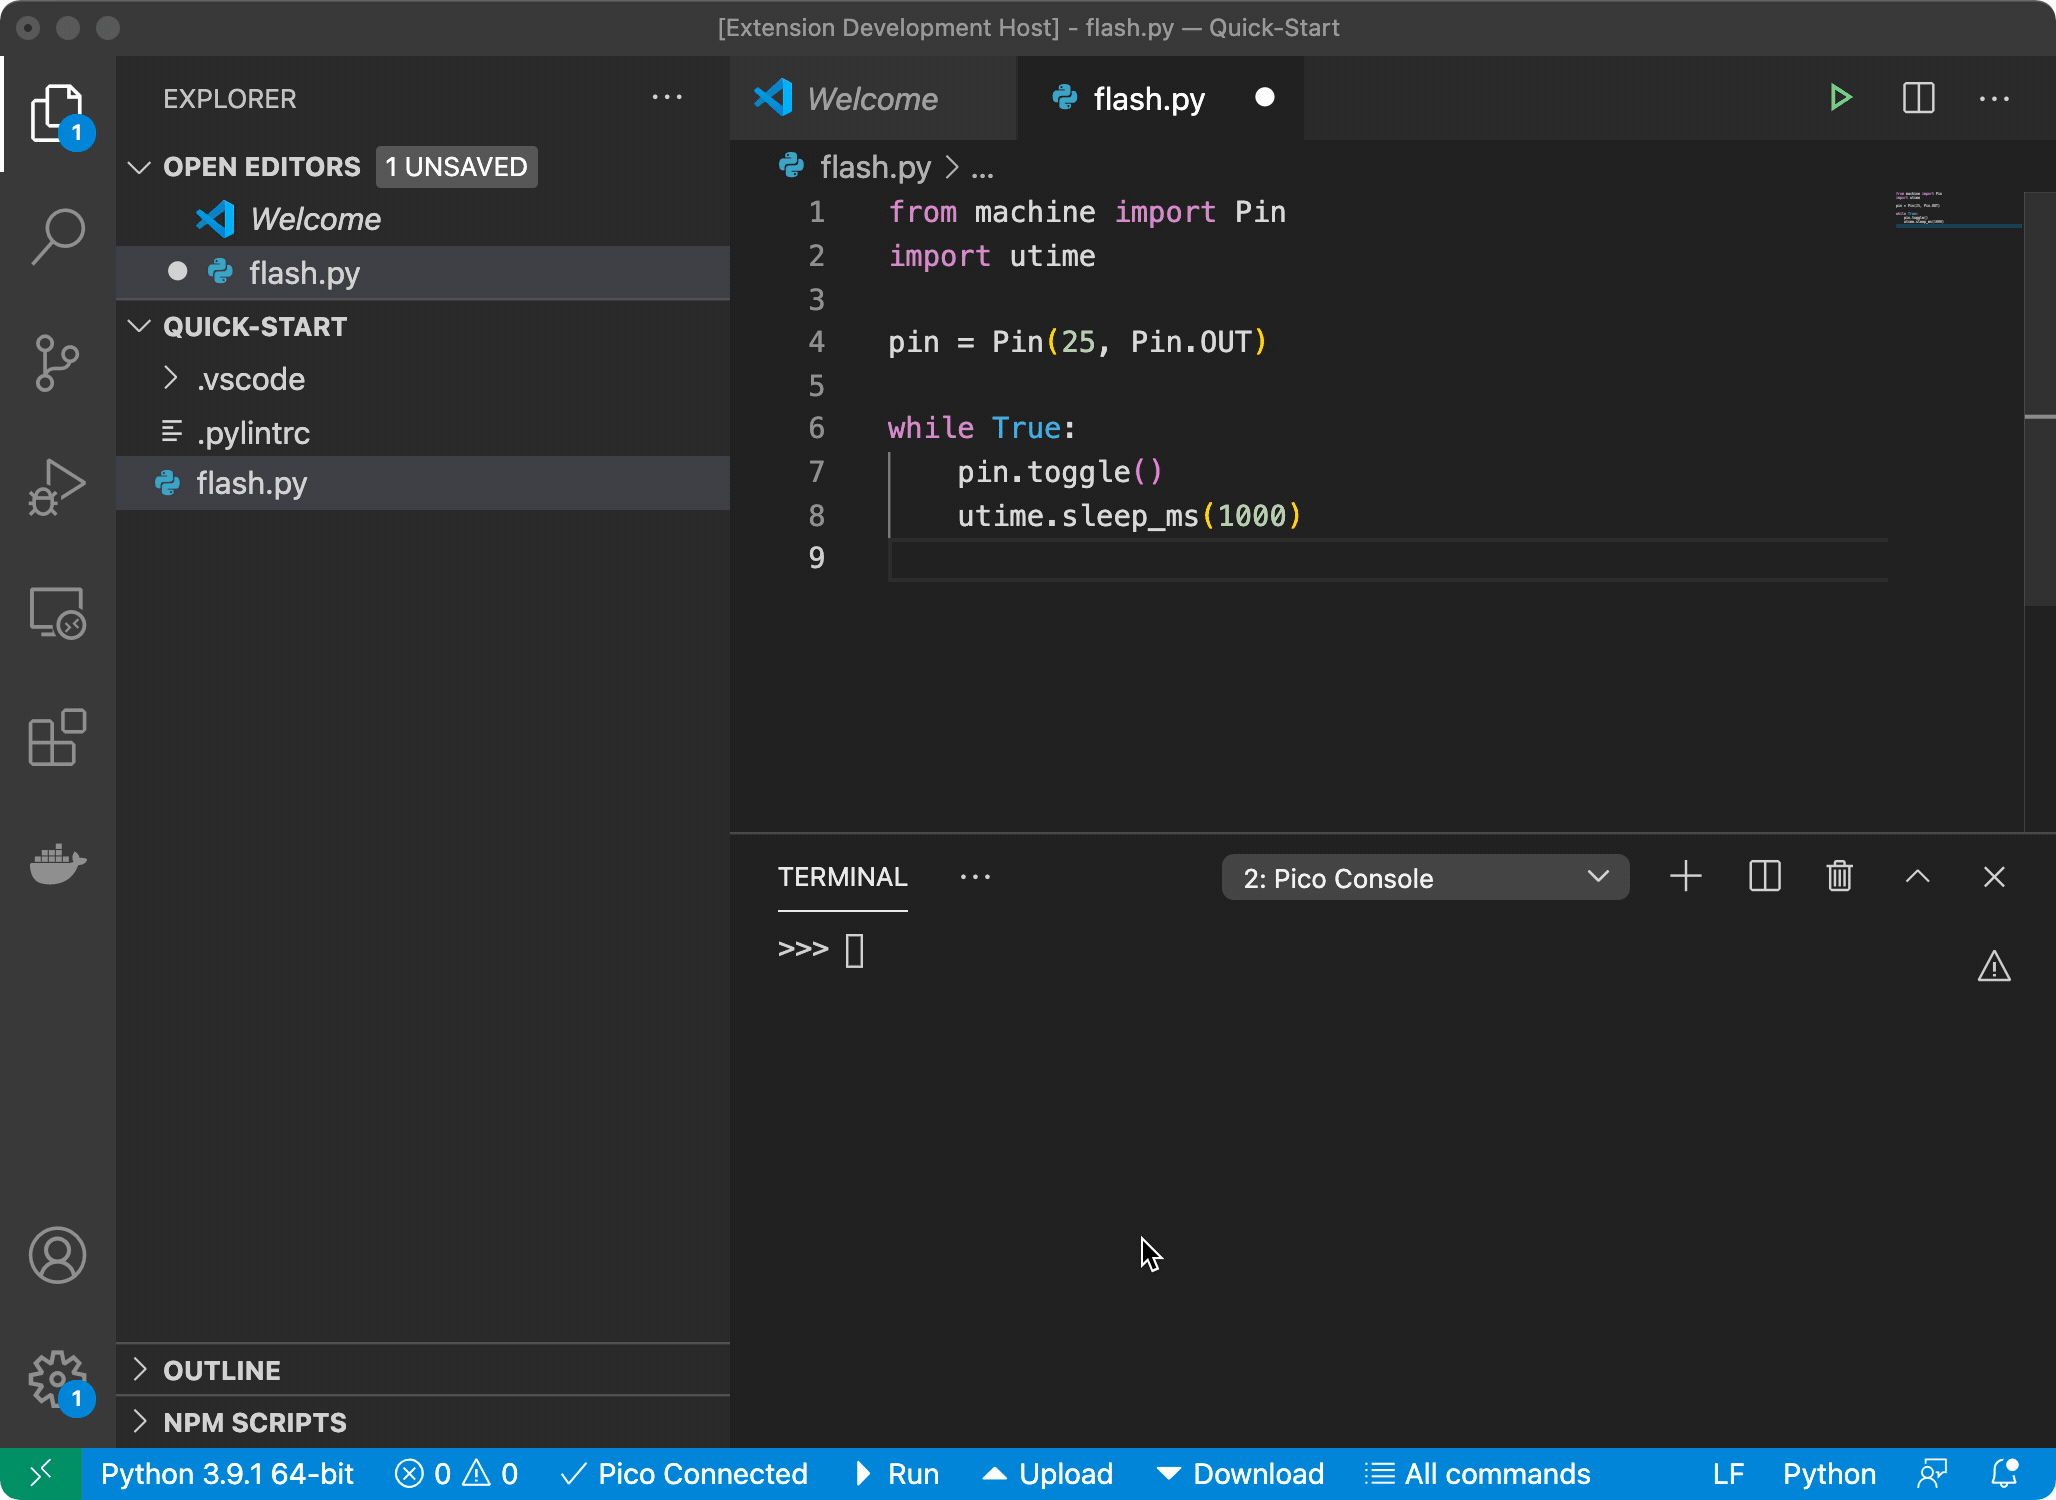 [Extension Development Host] - flash.py — Quick-Start
EXPLORER
OPEN EDITORS 1 UNSAVED
Welcome
flash.py
QUICK-START
.vscode
.pylintrc
flash.py
OUTLINE
NPM SCRIPTS
1
1
Welcome
flash.py
flash.py > ...
1 from machine import Pin
2 import utime
3
4 pin = Pin(25, Pin.OUT)
5
6 while True:
7 pin.toggle()
8 utime.sleep_ms(1000)
9
TERMINAL
2: Pico Console
>>>
Python 3.9.1 64-bit 0 0 Pico Connected Run Upload Download All commands LF Python